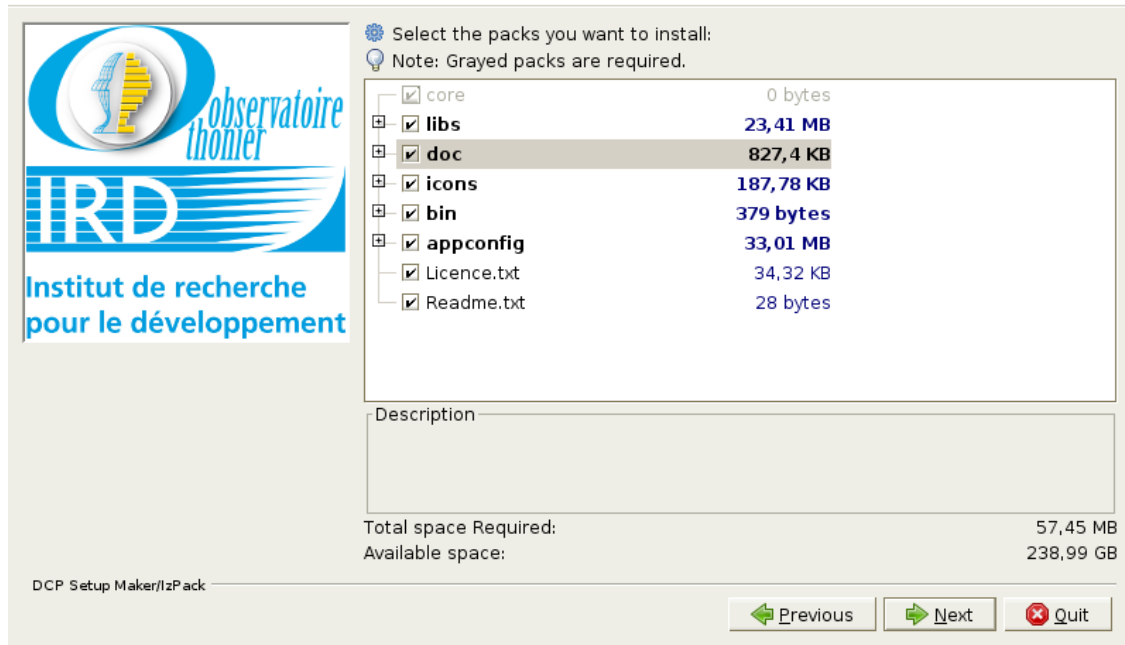 observatoire
thonier
IRD
Institut de recherche
pour le développement
Select the packs you want to install:
Note: Grayed packs are required.
core 0 bytes
libs 23,41 MB
doc 827,4 KB
icons 187,78 KB
bin 379 bytes
appconfig 33,01 MB
Licence.txt 34,32 KB
Readme.txt 28 bytes
Description
Total space Required: 57,45 MB
Available space: 238,99 GB
DCP Setup Maker/IzPack
Previous Next Quit